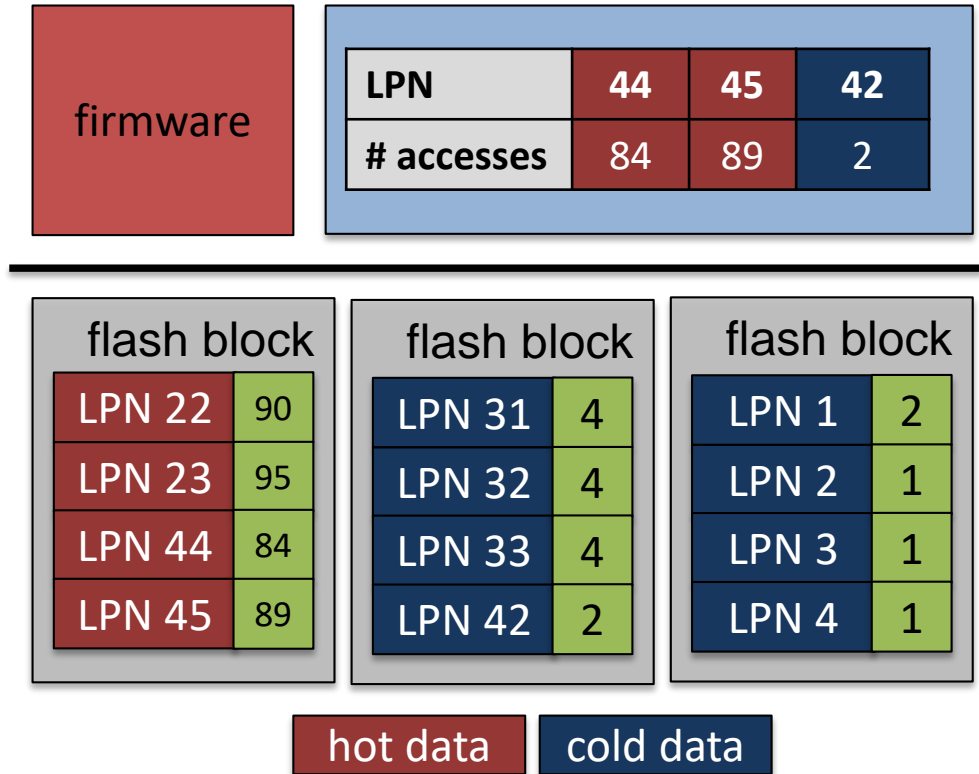 firmware
LPN 44 45 42
# accesses 84 89 2
flash block
LPN 22 90
LPN 23 95
LPN 44 84
LPN 45 89
flash block
LPN 31 4
LPN 32 4
LPN 33 4
LPN 42 2
flash block
LPN 1 2
LPN 2 1
LPN 3 1
LPN 4 1
hot data
cold data